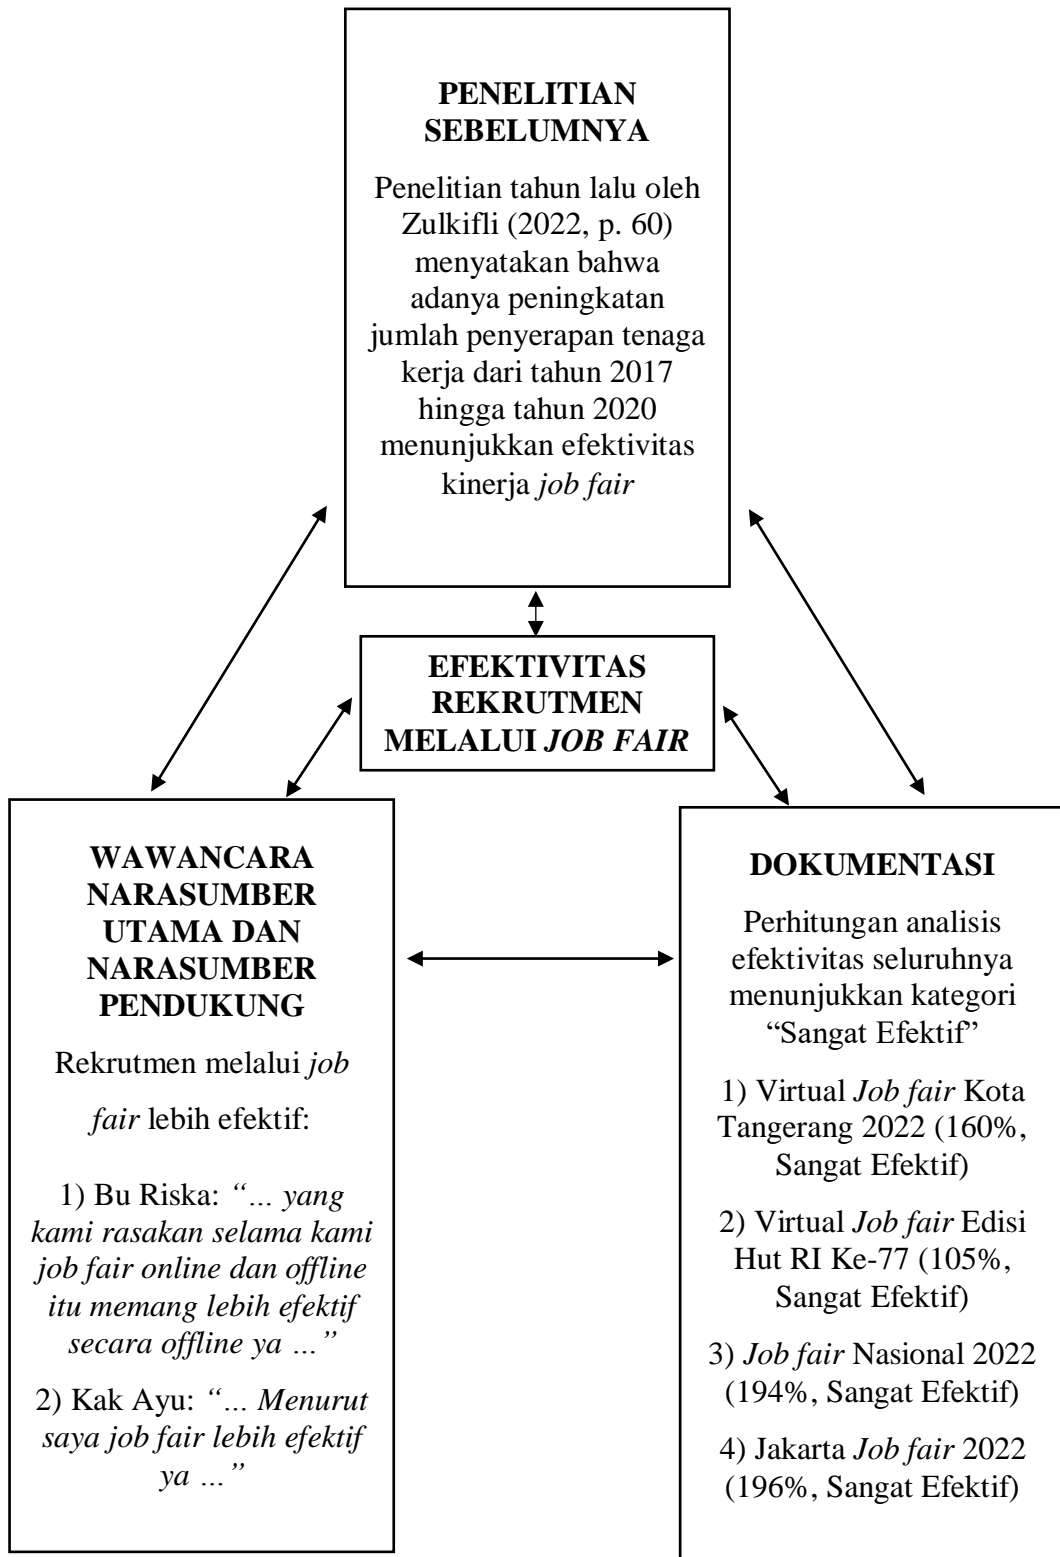 PENELITIAN
SEBELUMNYA
Penelitian tahun lalu oleh
Zulkifli (2022, p. 60)
menyatakan bahwa
adanya peningkatan
jumlah penyerapan tenaga
kerja dari tahun 2017
hingga tahun 2020
menunjukkan efektivitas
kinerja job fair
EFEKTIVITAS
REKRUTMEN
MELALUI JOB FAIR
WAWANCARA
NARASUMBER
UTAMA DAN
NARASUMBER
PENDUKUNG
Rekrutmen melalui job
fair lebih efektif:
1) Bu Riska: “... yang
kami rasakan selama kami
job fair online dan offline
itu memang lebih efektif
secara offline ya ...”
2) Kak Ayu: “... Menurut
saya job fair lebih efektif
ya ...”
DOKUMENTASI
Perhitungan analisis
efektivitas seluruhnya
menunjukkan kategori
“Sangat Efektif”
1) Virtual Job fair Kota
Tangerang 2022 (160%,
Sangat Efektif)
2) Virtual Job fair Edisi
Hut RI Ke-77 (105%,
Sangat Efektif)
3) Job fair Nasional 2022
(194%, Sangat Efektif)
4) Jakarta Job fair 2022
(196%, Sangat Efektif)